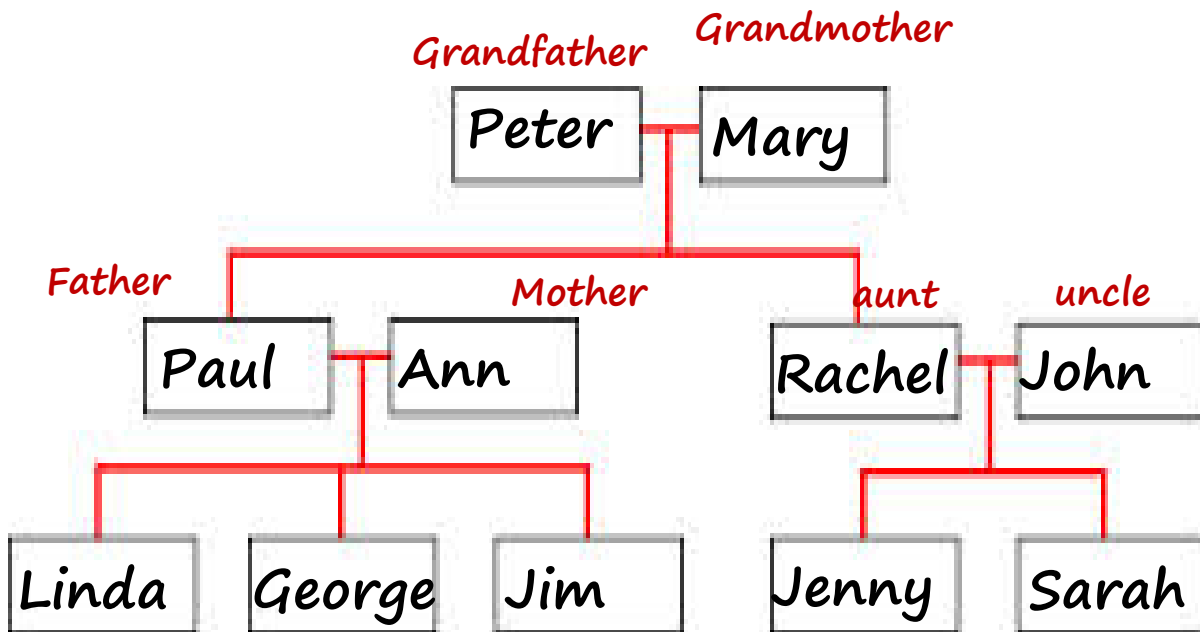 Grandfather
Grandmother
Peter
Mary
Father
Mother
aunt
uncle
Paul
Ann
Rachel
John
Linda
George
Jim
Jenny
Sarah